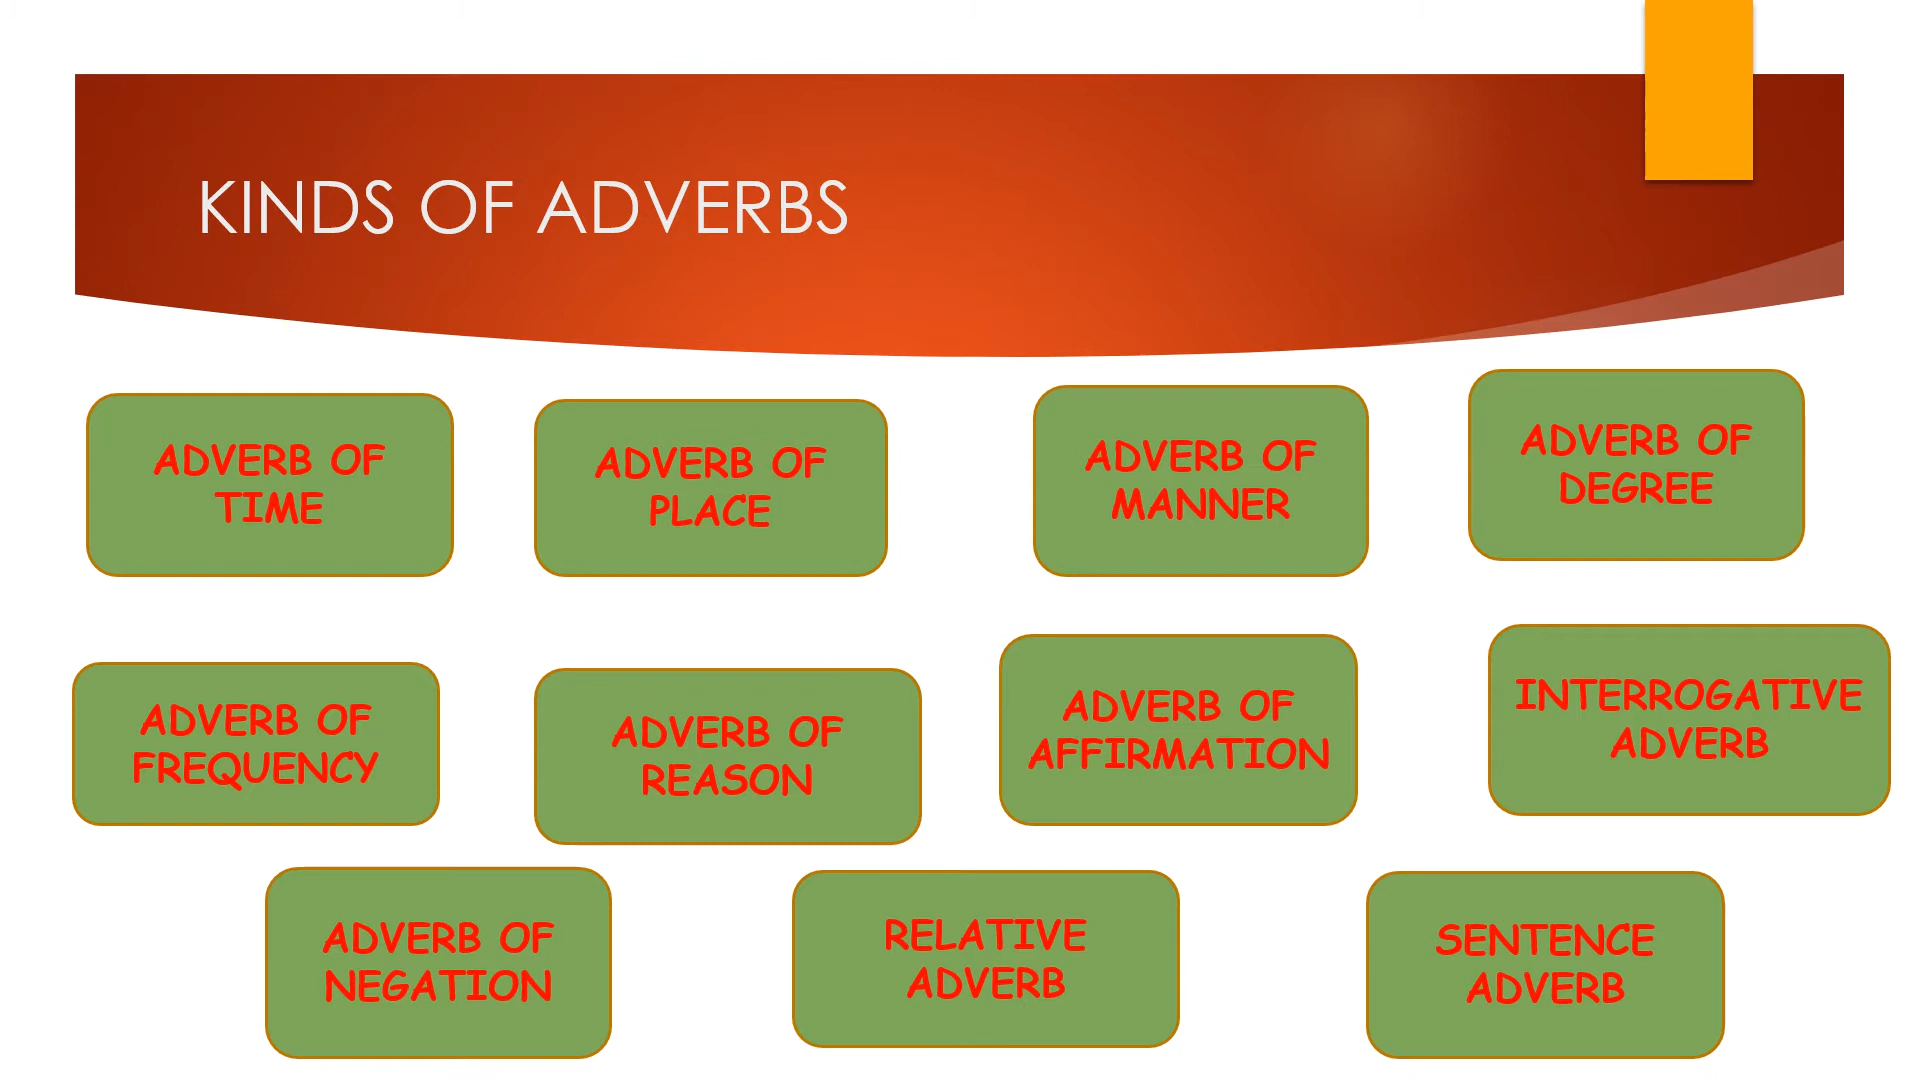 KINDS OF ADVERBS
ADVERB OF
TIME
ADVERB OF
PLACE
ADVERB OF
MANNER
ADVERB OF
DEGREE
ADVERB OF
FREQUENCY
ADVERB OF
REASON
ADVERB OF
AFFIRMATION
INTERROGATIVE
ADVERB
ADVERB OF
NEGATION
RELATIVE
ADVERB
SENTENCE
ADVERB